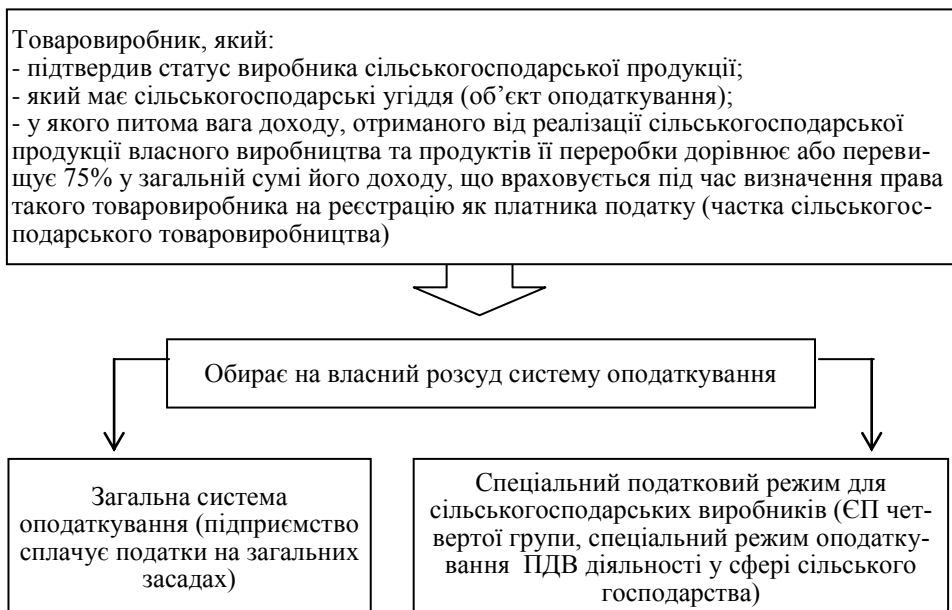 Товаровиробник, який:
- підтвердив статус виробника сільськогосподарської продукції;
- який має сільськогосподарські угіддя (об’єкт оподаткування);
- у якого питома вага доходу, отриманого від реалізації сільськогосподарської
продукції власного виробництва та продуктів її переробки дорівнює або переви-
щує 75% у загальній сумі його доходу, що враховується під час визначення права
такого товаровиробника на реєстрацію як платника податку (частка сільськогос-
подарського товаровиробництва)
Обирає на власний розсуд систему оподаткування
Загальна система
оподаткування (підприємство
сплачує податки на загальних
засадах)
Спеціальний податковий режим для
сільськогосподарських виробників (ЄП чет-
вертої групи, спеціальний режим оподатку-
вання ПДВ діяльності у сфері сільського
господарства)